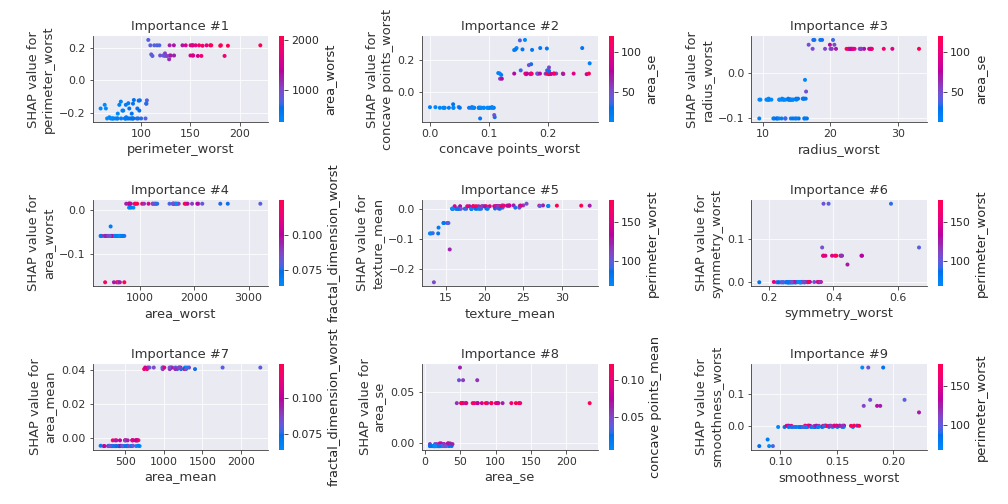 Importance #1
SHAP value for
perimeter_worst
0.2
0.0
−0.2
100
150
200
perimeter_worst
2000
1000
area_worst
Importance #2
SHAP value for
concave points_worst
0.2
0.0
0.0
0.1
0.2
concave points_worst
100
50
area_se
Importance #3
SHAP value for
radius_worst
0.0
−0.1
10
20
30
radius_worst
100
50
area_se
Importance #4
SHAP value for
area_worst
0.0
−0.1
1000
2000
3000
area_worst
0.100
0.075
fractal_dimension_worst
Importance #5
SHAP value for
texture_mean
0.0
−0.1
−0.2
15
20
25
30
texture_mean
150
100
perimeter_worst
Importance #6
SHAP value for
symmetry_worst
0.1
0.0
0.2
0.4
0.6
symmetry_worst
150
100
perimeter_worst
Importance #7
SHAP value for
area_mean
0.04
0.02
0.00
500
1000
1500
2000
area_mean
0.100
0.075
fractal_dimension_worst
Importance #8
SHAP value for
area_se
0.05
0.00
0
50
100
150
200
area_se
0.10
0.05
concave points_mean
Importance #9
SHAP value for
smoothness_worst
0.1
0.0
0.10
0.15
0.20
smoothness_worst
150
100
perimeter_worst